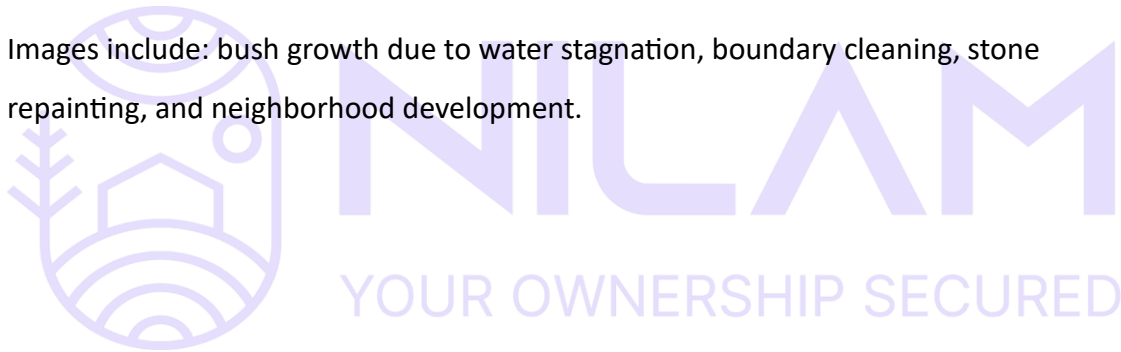 Images include: bush growth due to water stagnation, boundary cleaning, stone
repainting, and neighborhood development.
NILAM
YOUR OWNERSHIP SECURED